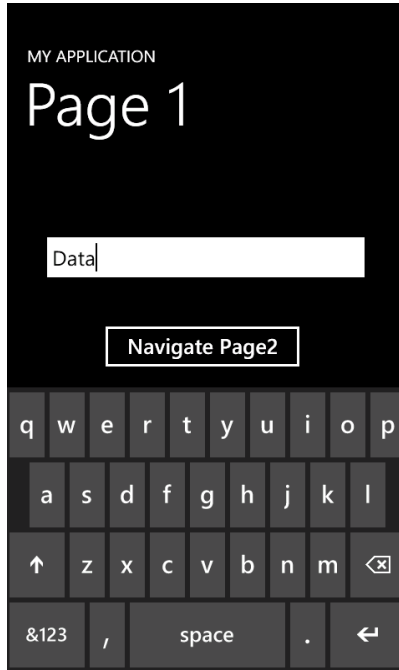 MY APPLICATION
Page 1
Data
Navigate Page2
q w e r t y u i o p
a s d f g h j k l
z x c v b n m
&123 , space .